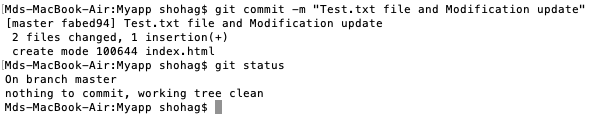 Mds-MacBook-Air:Myapp shohag$ git commit -m "Test.txt file and Modification update"
[master fabed94] Test.txt file and Modification update
 2 files changed, 1 insertion(+)
 create mode 100644 index.html
Mds-MacBook-Air:Myapp shohag$ git status
On branch master
nothing to commit, working tree clean
Mds-MacBook-Air:Myapp shohag$